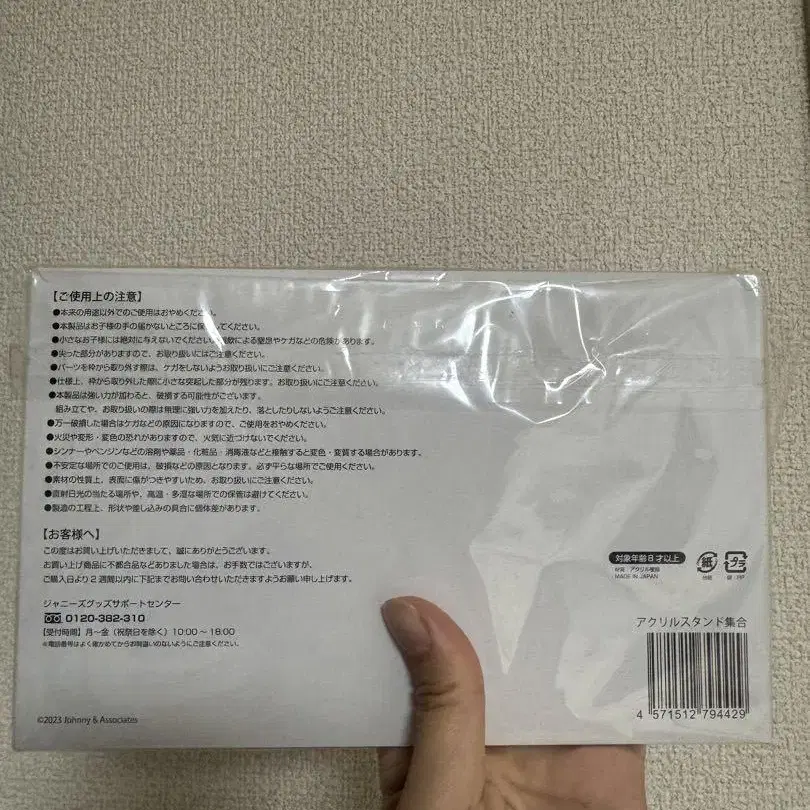 【ご使用上の注意】
●本来の用途以外でのご使用はおやめください。
●本製品はお子様の手の届かないところに保管してください。
●小さなお子様には絶対に与えないでください。誤飲による窒息やケガなどの危険があります。
●尖った部分がありますので、お取り扱いにはご注意ください。
●パーツを枠から取り外す際は、ケガをしないようお取り扱いにご注意ください。
●仕様上、枠から取り外した際に小さな突起した部分が残ります。お取り扱いにご注意ください。
●本製品は強い力が加わると、破損する可能性がございます。
組み立てや、お取り扱いの際は無理に強い力を加えたり、落としたりしないようご注意ください。
●万一破損した場合はケガなどの原因になりますので、ご使用をおやめください。
●火災や変形・変色の恐れがありますので、火気に近づけないでください。
●シンナーやベンジンなどの溶剤や薬品・化粧品・消毒液などと接触すると変色・変質する場合があります。
●不安定な場所でのご使用は、破損などの原因となります。必ず平らな場所でご使用ください。
●素材の性質上、表面に傷がつきやすいため、お取り扱いにご注意ください。
●直射日光の当たる場所や、高温・多湿な場所での保管は避けてください。
●製造の工程上、形状や差し込みの具合に個体差があります。
【お客様へ】
この度はお買い上げいただきまして、誠にありがとうございます。
お買い上げ商品に不都合品などありました場合は、お手数ではございますが、
ご購入日より2週間以内に下記までお問い合わせいただきますようお願い申し上げます。
ジャニーズグッズサポートセンター
0120-382-310
【受付時間】月〜金（祝祭日を除く）10:00〜18:00
※電話番号はよく確かめてからお間違いのないようにご注意ください。
©2023 Johnny & Associates
対象年齢8才以上
材質：アクリル樹脂
MADE IN JAPAN
紙
プラ
アクリルスタンド集合
4 571512 794429